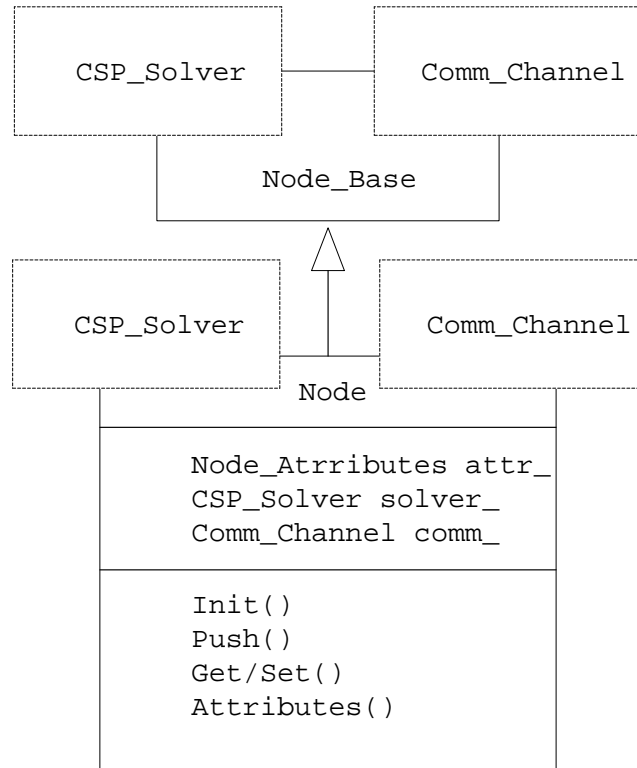 CSP_Solver
Comm_Channel
Node_Base
CSP_Solver
Comm_Channel
Node
Node_Atrributes attr_
CSP_Solver solver_
Comm_Channel comm_
Init()
Push()
Get/Set()
Attributes()